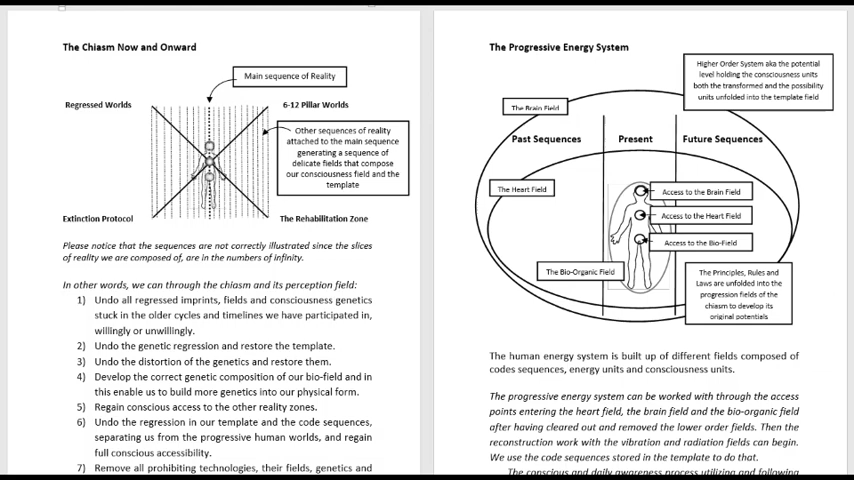 The Chiasm Now and Onward
Main sequence of Reality
Regressed Worlds
6-12 Pillar Worlds
Other sequences of reality
attached to the main sequence
generating a sequence of
delicate fields that compose
our consciousness field and the
template
Extinction Protocol
The Rehabilitation Zone
Please notice that the sequences are not correctly illustrated since the slices
of reality we are composed of, are in the numbers of infinity.
In other words, we can through the chiasm and its perception field:
1) Undo all regressed imprints, fields and consciousness genetics
stuck in the older cycles and timelines we have participated in,
willingly or unwillingly.
2) Undo the genetic regression and restore the template.
3) Undo the distortion of the genetics and restore them.
4) Develop the correct genetic composition of our bio-field and in
this enable us to build more genetics into our physical form.
5) Regain conscious access to the other reality zones.
6) Undo the regression in our template and the code sequences,
separating us from the progressive human worlds, and regain
full conscious accessibility.
7) Remove all prohibiting technologies, their fields, genetics and
The Progressive Energy System
Higher Order System aka the potential
level holding the consciousness units
both the transformed and the possibility
units unfolded into the template field
The Brain Field
Past Sequences
Present
Future Sequences
The Heart Field
Access to the Brain Field
Access to the Heart Field
Access to the Bio-Field
The Bio-Organic Field
The Principles, Rules and
Laws are unfolded into the
progression fields of the
chiasm to develop its
original potentials
The human energy system is built up of different fields composed of
codes sequences, energy units and consciousness units.
The progressive energy system can be worked with through the access
points entering the heart field, the brain field and the bio-organic field
after having cleared out and removed the lower order fields. Then the
reconstruction work with the vibration and radiation fields can begin.
We use the code sequences stored in the template to do that.
The conscious and daily awareness process utilizing and following